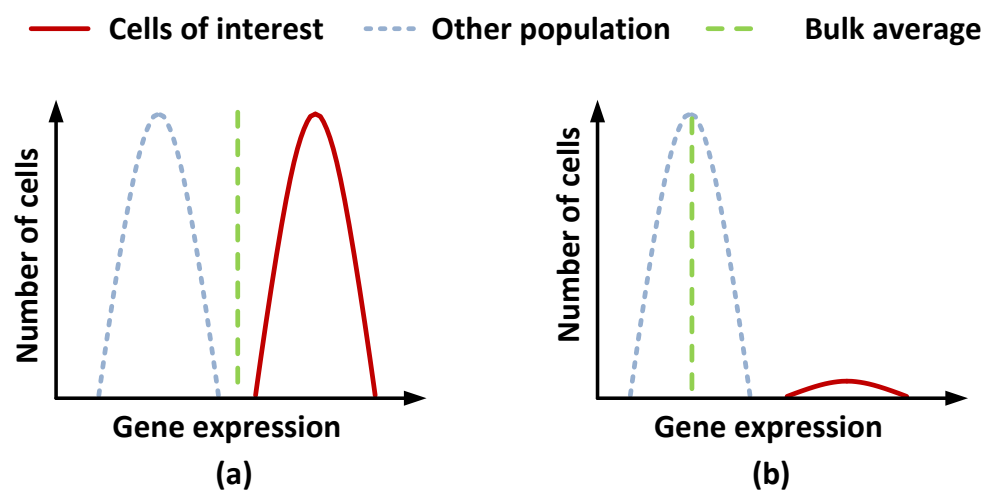 Cells of interest Other population Bulk average
Number of cells
Gene expression
(a)
Number of cells
Gene expression
(b)